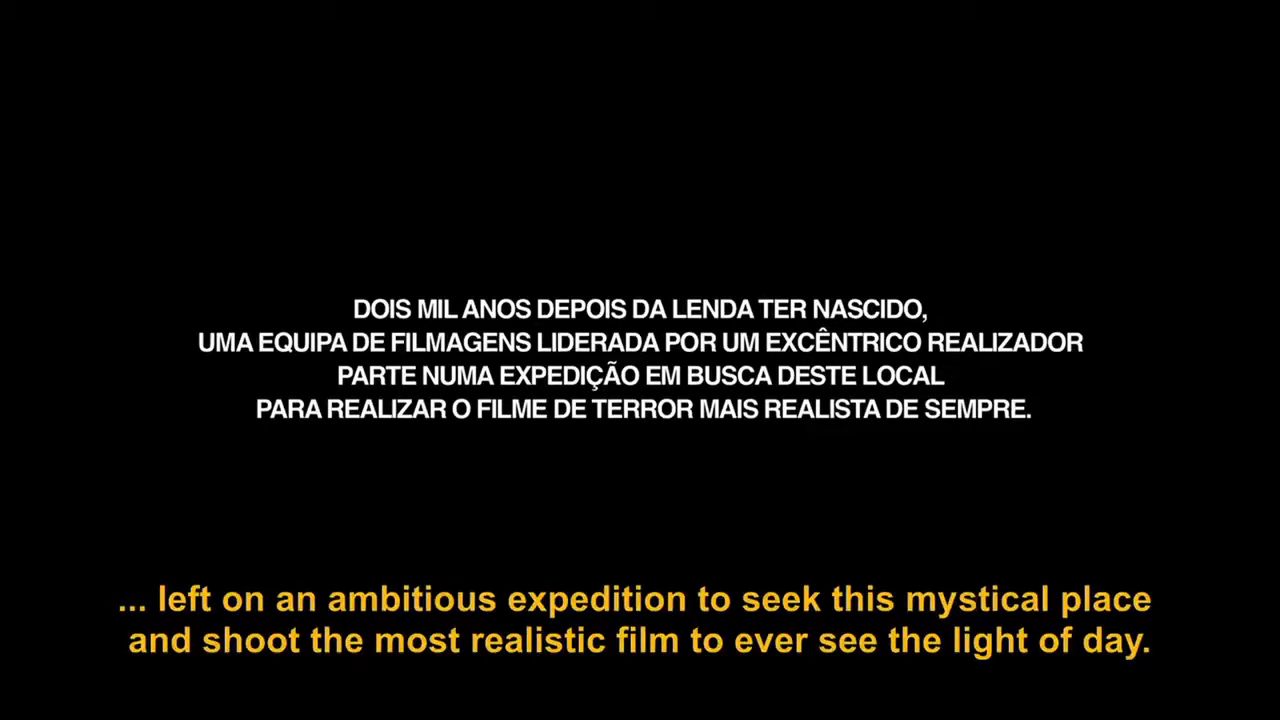 DOIS MIL ANOS DEPOIS DA LENDA TER NASCIDO,
UMA EQUIPA DE FILMAGENS LIDERADA POR UM EXCÊNTRICO REALIZADOR
PARTE NUMA EXPEDIÇÃO EM BUSCA DESTE LOCAL
PARA REALIZAR O FILME DE TERROR MAIS REALISTA DE SEMPRE.
... left on an ambitious expedition to seek this mystical place
and shoot the most realistic film to ever see the light of day.